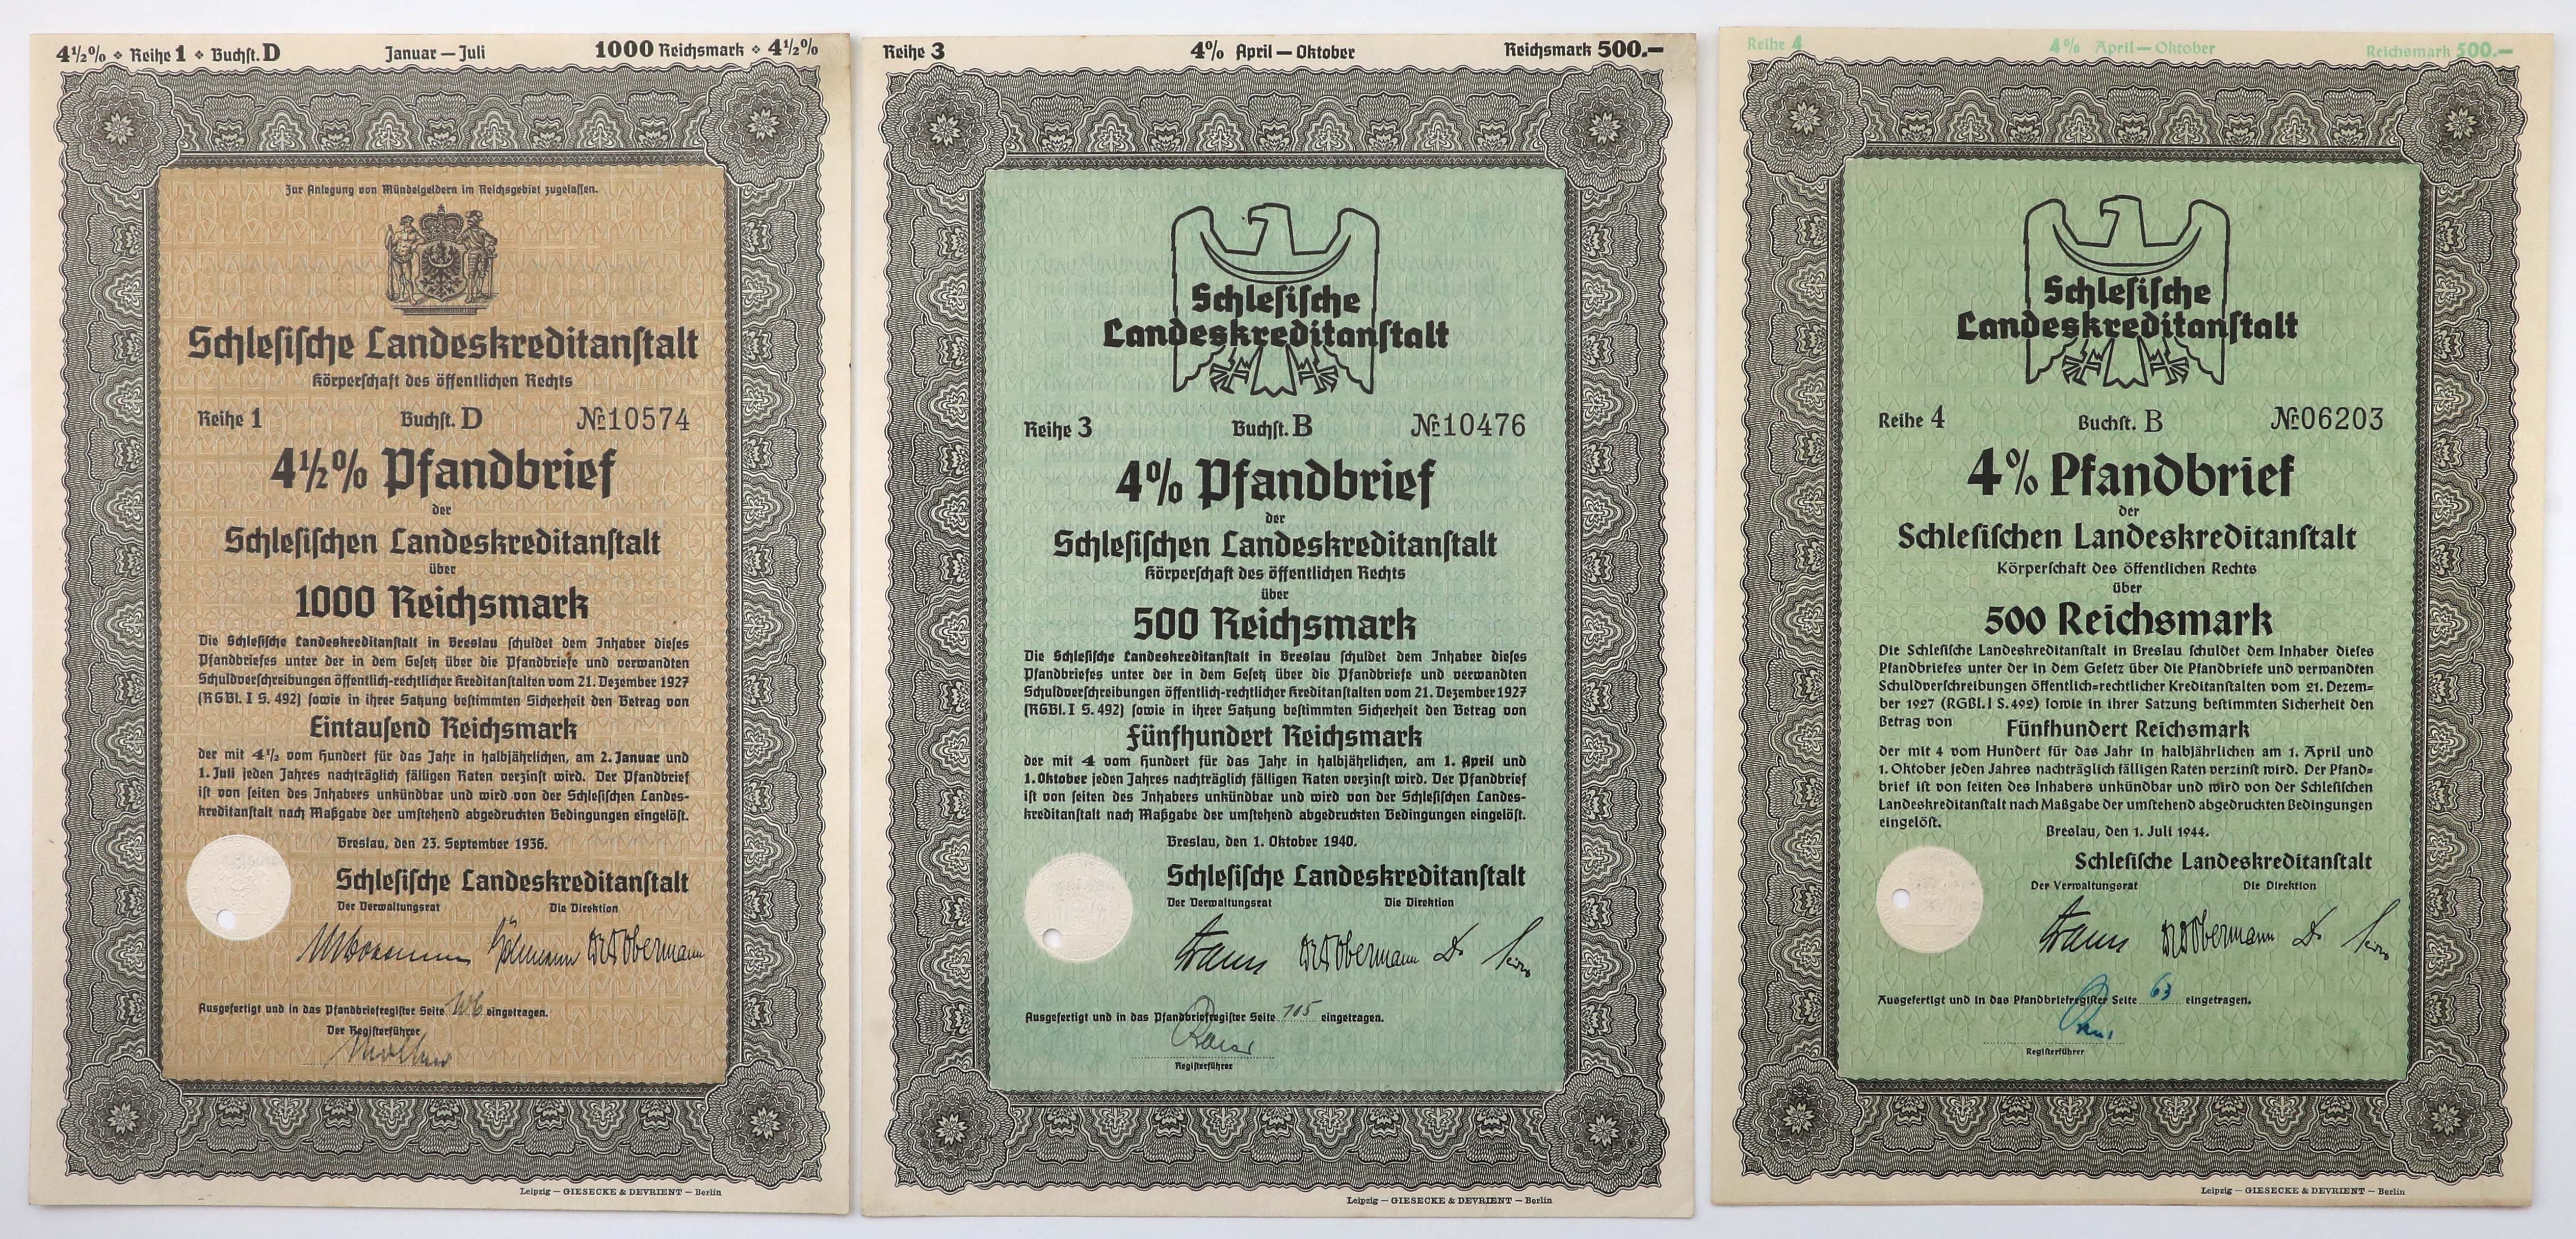 4½% ❖ Reihe 1 ❖ Buchst. D Januar — Juli 1000 Reichsmark ❖ 4½%
Zur Anlegung von Mündelgeldern im Reichsgebiet zugelassen.
Schlesische Landeskreditanstalt
Körperschaft des öffentlichen Rechts
Reihe 1 Buchst. D № 10574
4½% Pfandbrief
der
Schlesischen Landeskreditanstalt
über
1000 Reichsmark
Die Schlesische Landeskreditanstalt in Breslau schuldet dem Inhaber dieses
Pfandbriefes unter der in dem Gesetz über die Pfandbriefe und verwandten
Schuldverschreibungen öffentlich-rechtlicher Kreditanstalten vom 21. Dezember 1927
(RGBl. I S. 492) sowie in ihrer Satzung bestimmten Sicherheit den Betrag von
Eintausend Reichsmark
der mit 4½ vom Hundert für das Jahr in halbjährlichen, am 2. Januar und
1. Juli jeden Jahres nachträglich fälligen Raten verzinst wird. Der Pfandbrief
ist von seiten des Inhabers unkündbar und wird von der Schlesischen Landes-
kreditanstalt nach Maßgabe der umstehend abgedruckten Bedingungen eingelöst.
Breslau, den 23. September 1936.
Schlesische Landeskreditanstalt
Der Verwaltungsrat Die Direktion
Obermann
Ausgefertigt und in das Pfandbriefregister Seite eingetragen.
Der Registerführer
Leipzig — GIESECKE & DEVRIENT — Berlin
Reihe 3 4% April — Oktober Reichsmark 500.—
Schlesische
Landeskreditanstalt
Reihe 3 Buchst. B № 10476
4% Pfandbrief
der
Schlesischen Landeskreditanstalt
Körperschaft des öffentlichen Rechts
über
500 Reichsmark
Die Schlesische Landeskreditanstalt in Breslau schuldet dem Inhaber dieses
Pfandbriefes unter der in dem Gesetz über die Pfandbriefe und verwandten
Schuldverschreibungen öffentlich-rechtlicher Kreditanstalten vom 21. Dezember 1927
(RGBl. I S. 492) sowie in ihrer Satzung bestimmten Sicherheit den Betrag von
Fünfhundert Reichsmark
der mit 4 vom Hundert für das Jahr in halbjährlichen, am 1. April und
1. Oktober jeden Jahres nachträglich fälligen Raten verzinst wird. Der Pfandbrief
ist von seiten des Inhabers unkündbar und wird von der Schlesischen Landes-
kreditanstalt nach Maßgabe der umstehend abgedruckten Bedingungen eingelöst.
Breslau, den 1. Oktober 1940.
Schlesische Landeskreditanstalt
Der Verwaltungsrat Die Direktion
Obermann Dr.
Ausgefertigt und in das Pfandbriefregister Seite 105 eingetragen.
Registerführer
Leipzig — GIESECKE & DEVRIENT — Berlin
Reihe 4 4% April — Oktober Reichsmark 500.—
Schlesische
Landeskreditanstalt
Reihe 4 Buchst. B № 06203
4% Pfandbrief
der
Schlesischen Landeskreditanstalt
Körperschaft des öffentlichen Rechts
über
500 Reichsmark
Die Schlesische Landeskreditanstalt in Breslau schuldet dem Inhaber dieses
Pfandbriefes unter der in dem Gesetz über die Pfandbriefe und verwandten
Schuldverschreibungen öffentlich=rechtlicher Kreditanstalten vom 21. Dezem=
ber 1927 (RGBl. I S. 492) sowie in ihrer Satzung bestimmten Sicherheit den
Betrag von Fünfhundert Reichsmark
der mit 4 vom Hundert für das Jahr in halbjährlichen am 1. April und
1. Oktober jeden Jahres nachträglich fälligen Raten verzinst wird. Der Pfand=
brief ist von seiten des Inhabers unkündbar und wird von der Schlesischen
Landeskreditanstalt nach Maßgabe der umstehend abgedruckten Bedingungen
eingelöst.
Breslau, den 1. Juli 1944.
Schlesische Landeskreditanstalt
Der Verwaltungsrat Die Direktion
Obermann Dr.
Ausgefertigt und in das Pfandbriefregister Seite 63 eingetragen.
Registerführer
Leipzig — GIESECKE & DEVRIENT — Berlin